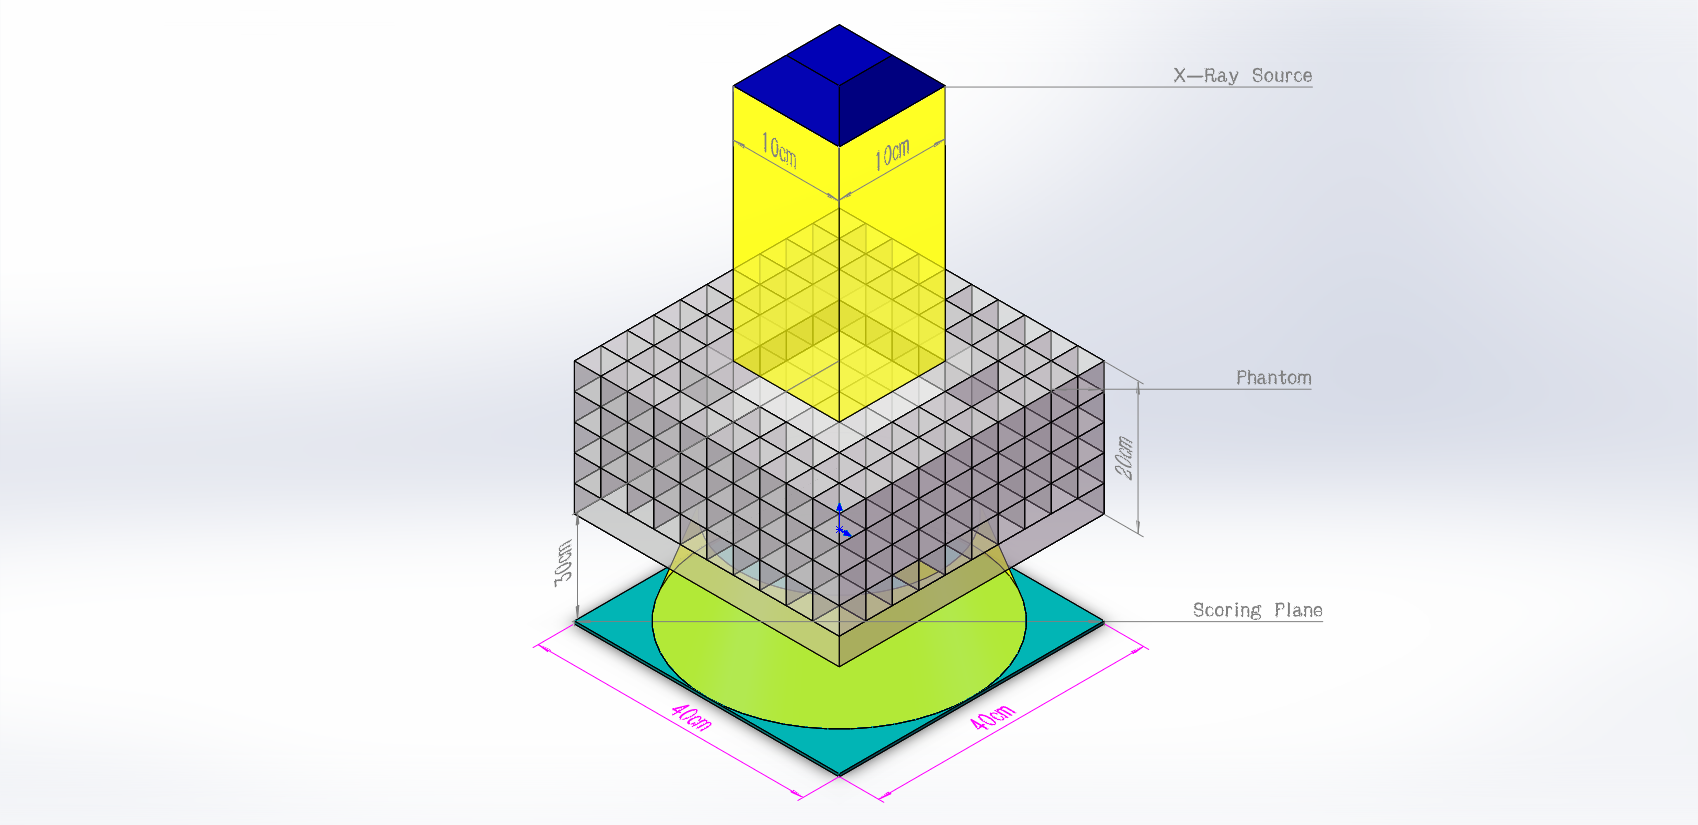 X-Ray Source
10cm
10cm
Phantom
20cm
30cm
Scoring Plane
40cm
40cm